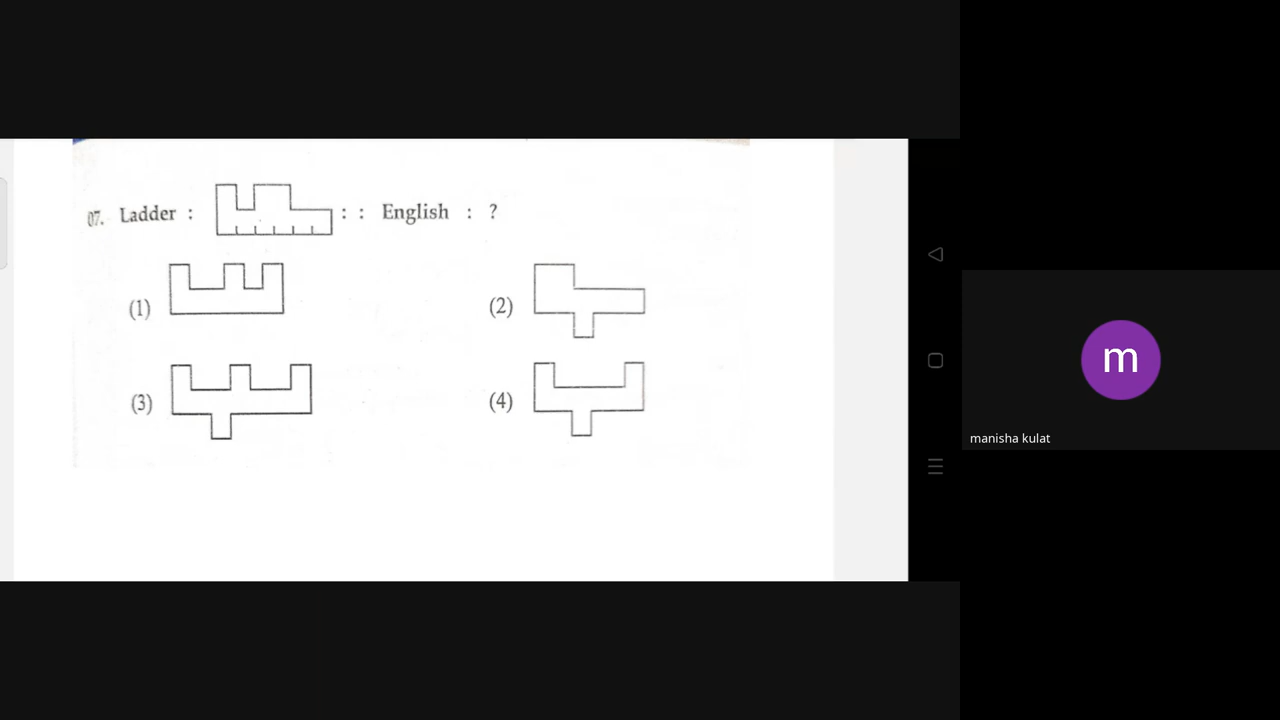 07. Ladder : : : English : ?
(1) (2)
(3) (4)
m
manisha kulat